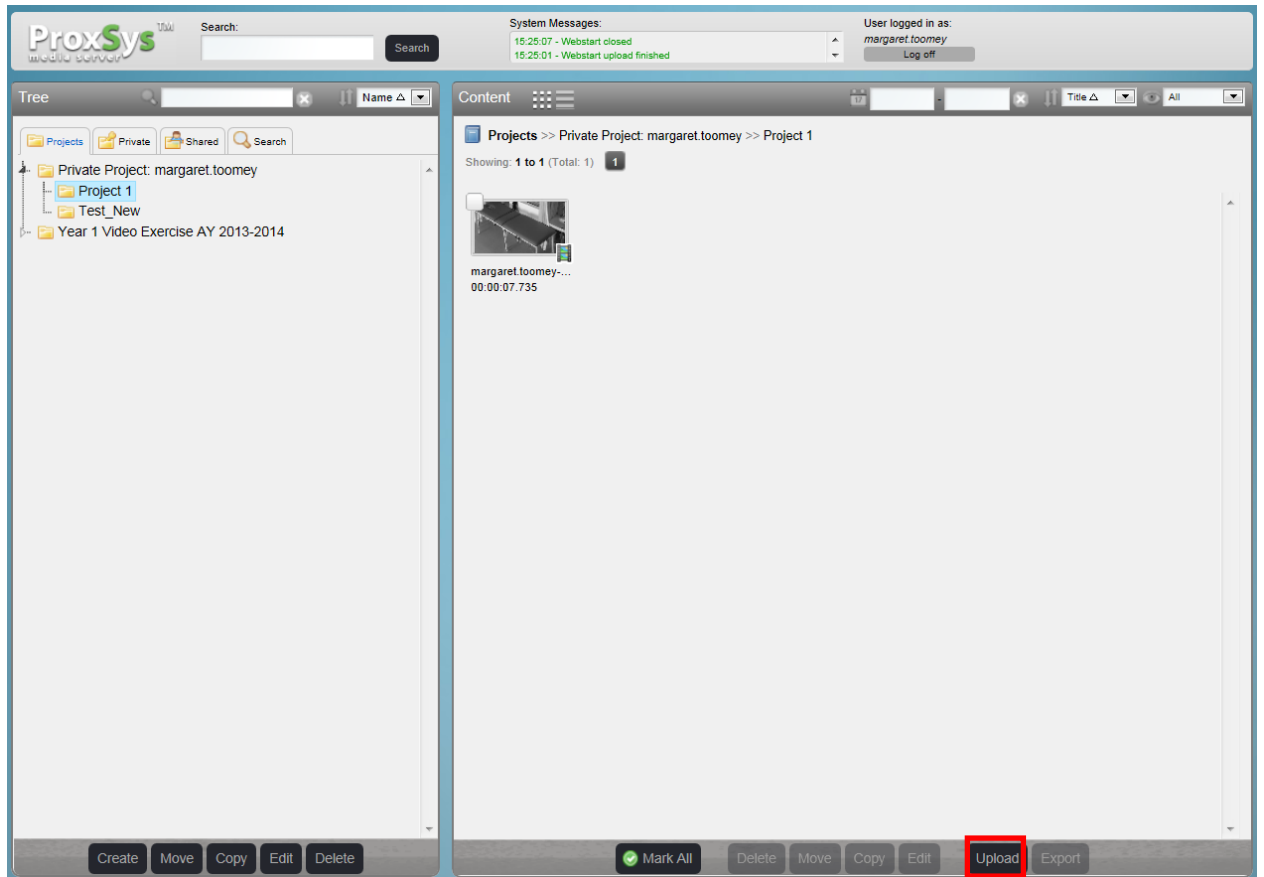 ProxSys TM
media server
Search:
Search
System Messages:
15:25:07 - Webstart closed
15:25:01 - Webstart upload finished
User logged in as:
margaret.toomey
Log off
Tree
Name △
Projects
Private
Shared
Search
Private Project: margaret.toomey
Project 1
Test_New
Year 1 Video Exercise AY 2013-2014
Create Move Copy Edit Delete
Content
-
Title △
All
Projects >> Private Project: margaret.toomey >> Project 1
Showing: 1 to 1 (Total: 1) 1
margaret.toomey-...
00:00:07.735
Mark All Delete Move Copy Edit Upload Export